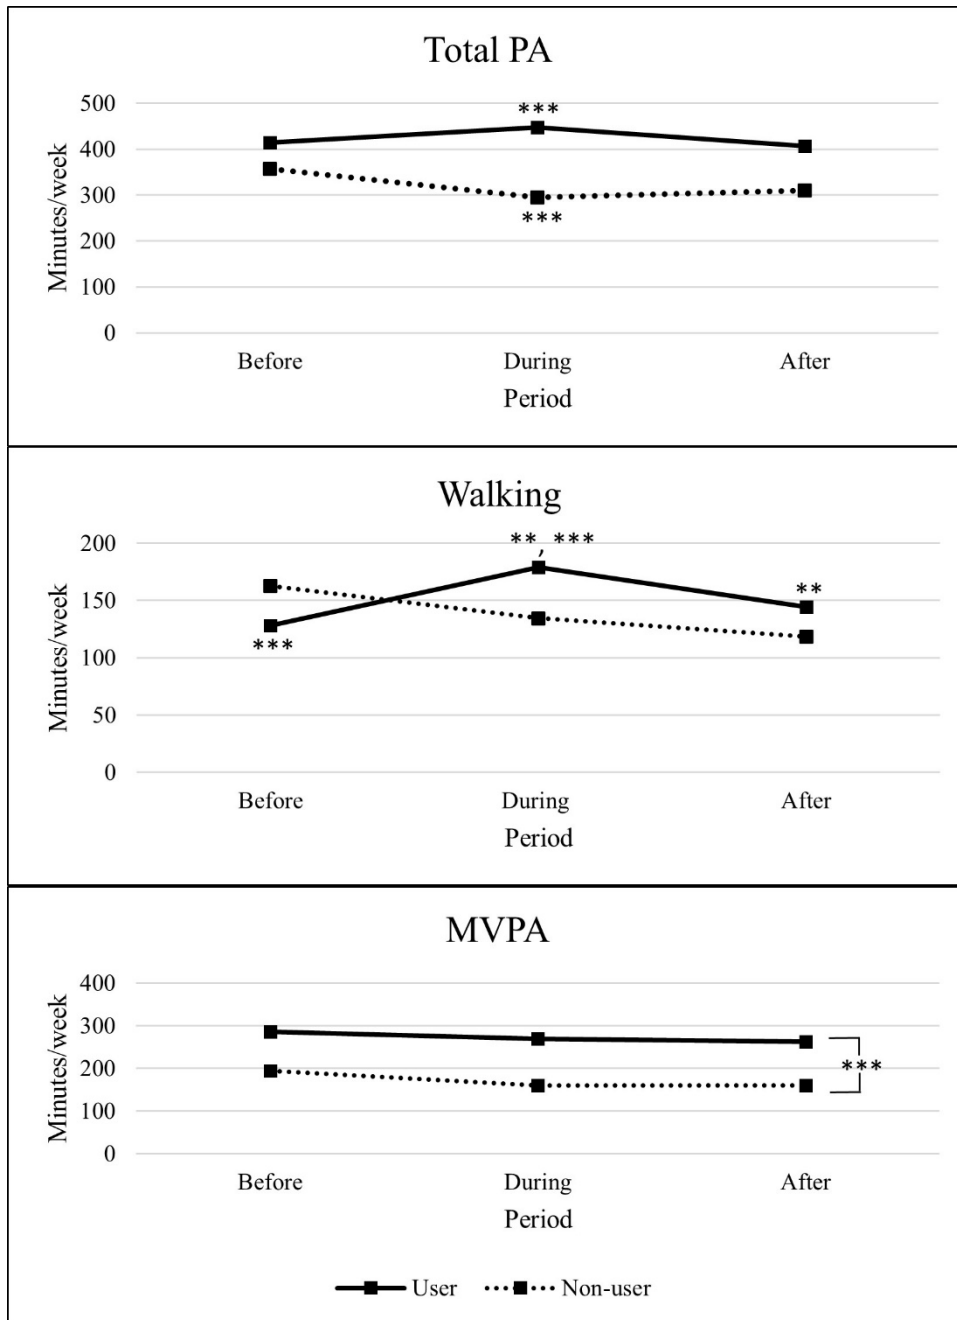 Total PA
500
400
300
200
100
0
Minutes/week
***
***
Before During After
Period
Walking
200
150
100
50
0
Minutes/week
**, ***
**
***
Before During After
Period
MVPA
400
300
200
100
0
Minutes/week
***
Before During After
Period
User Non-user